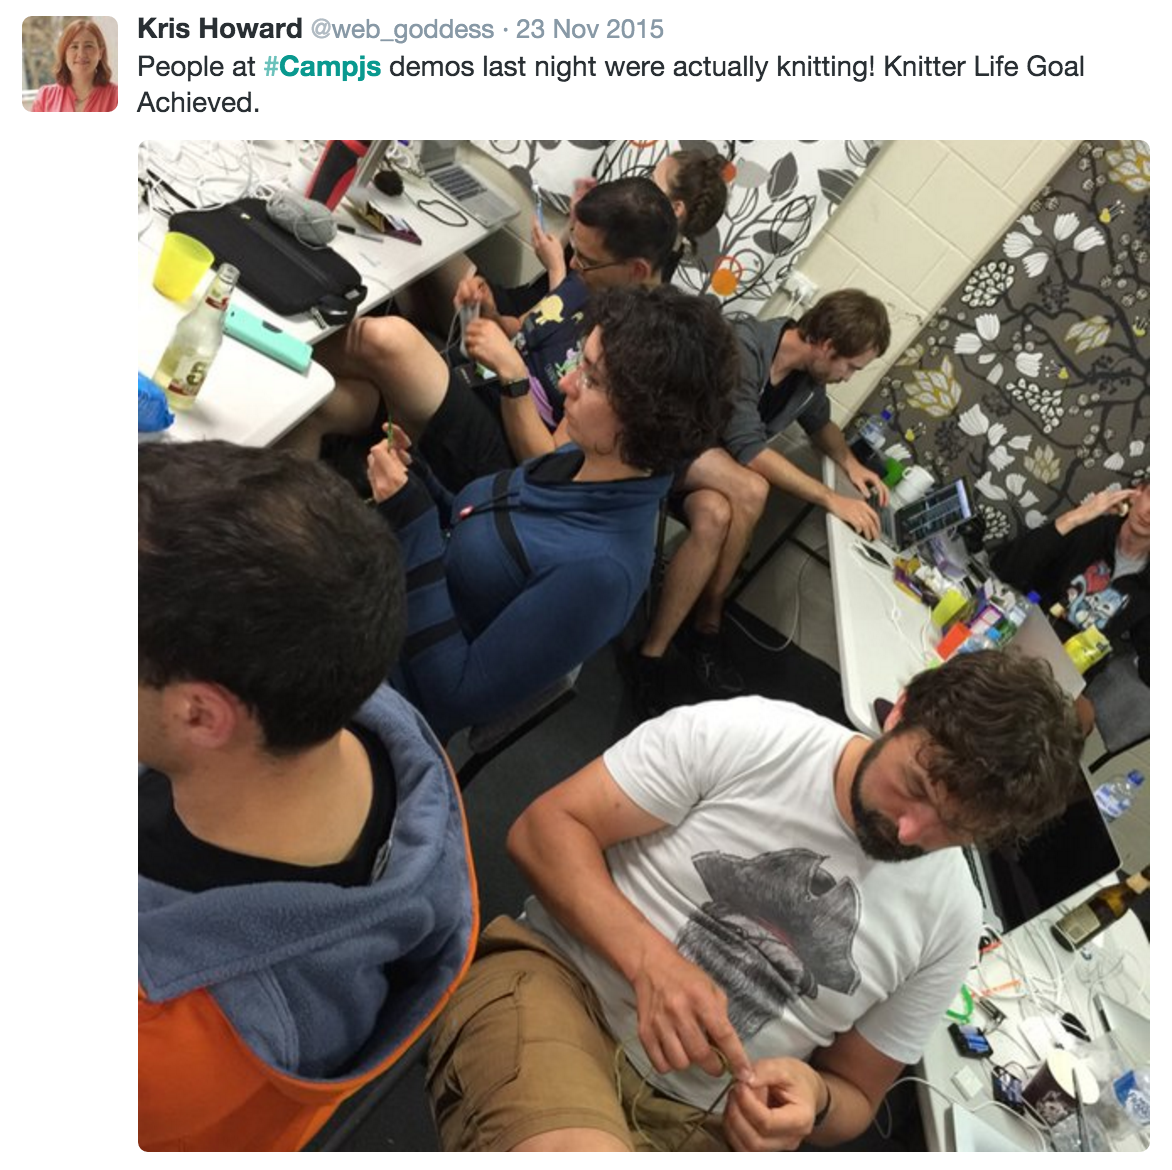 Kris Howard @web_goddess · 23 Nov 2015
People at #Campjs demos last night were actually knitting! Knitter Life Goal
Achieved.
5